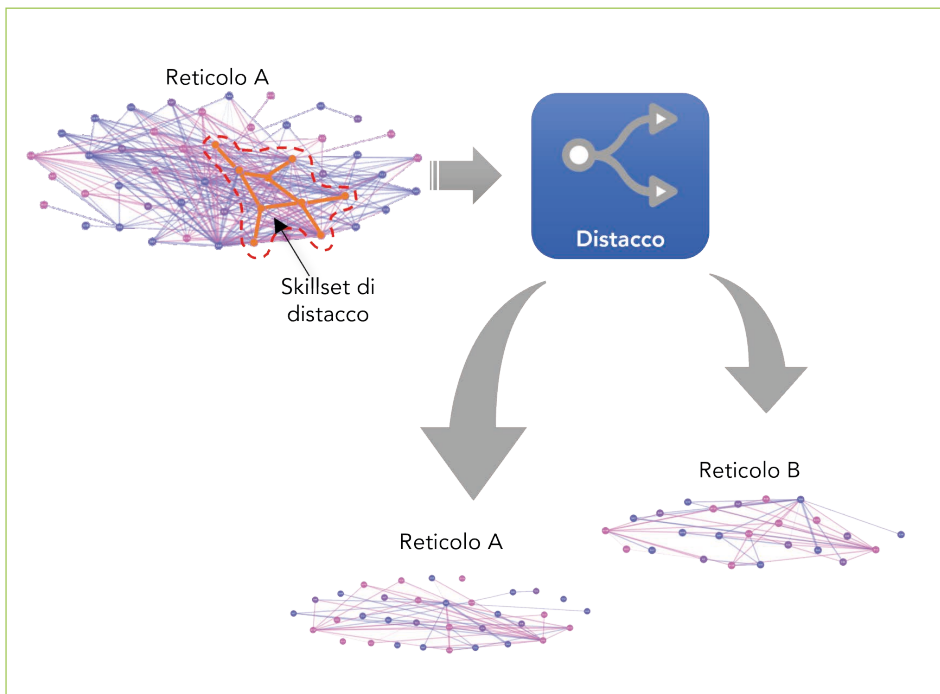 Reticolo A
Distacco
Skillset di
distacco
Reticolo B
Reticolo A